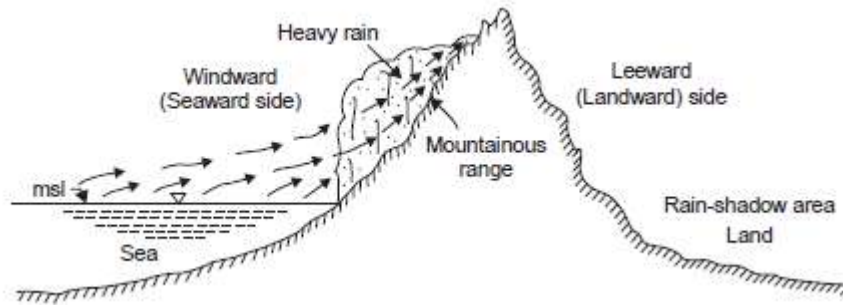 Heavy rain
Windward
(Seaward side)
Leeward
(Landward) side
Mountainous
range
msl
Rain-shadow area
Land
Sea